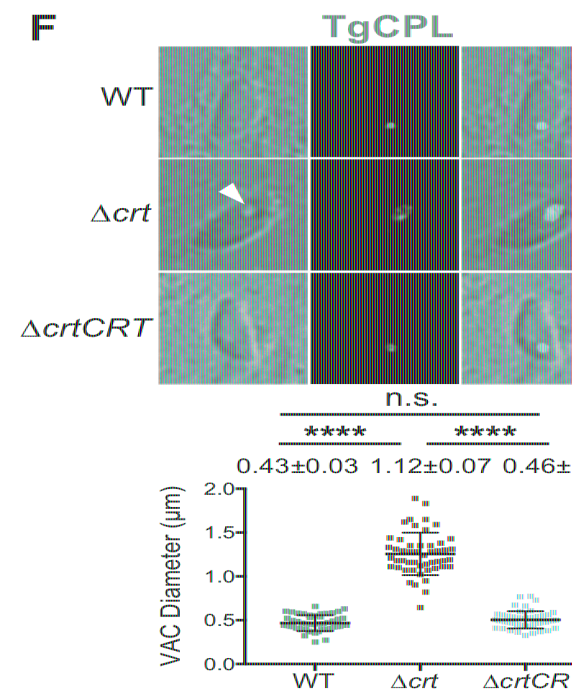 F
TgCPL
WT
Δcrt
ΔcrtCRT
n.s.
**** ****
0.43±0.03 1.12±0.07 0.46±
VAC Diameter (μm)
2.0
1.5
1.0
0.5
0.0
WT Δcrt ΔcrtCR